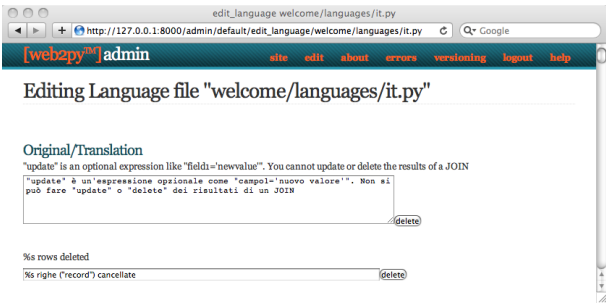 edit_language welcome/languages/it.py
http://127.0.0.1:8000/admin/default/edit_language/welcome/languages/it.py
Google
[web2py™]admin
site edit about errors versioning logout help
Editing Language file "welcome/languages/it.py"
Original/Translation
"update" is an optional expression like "field1='newvalue'". You cannot update or delete the results of a JOIN
"update" è un'espressione opzionale come "campo1='nuovo valore'". Non si
può fare "update" o "delete" dei risultati di un JOIN
delete
%s rows deleted
%s righe ("record") cancellate
delete